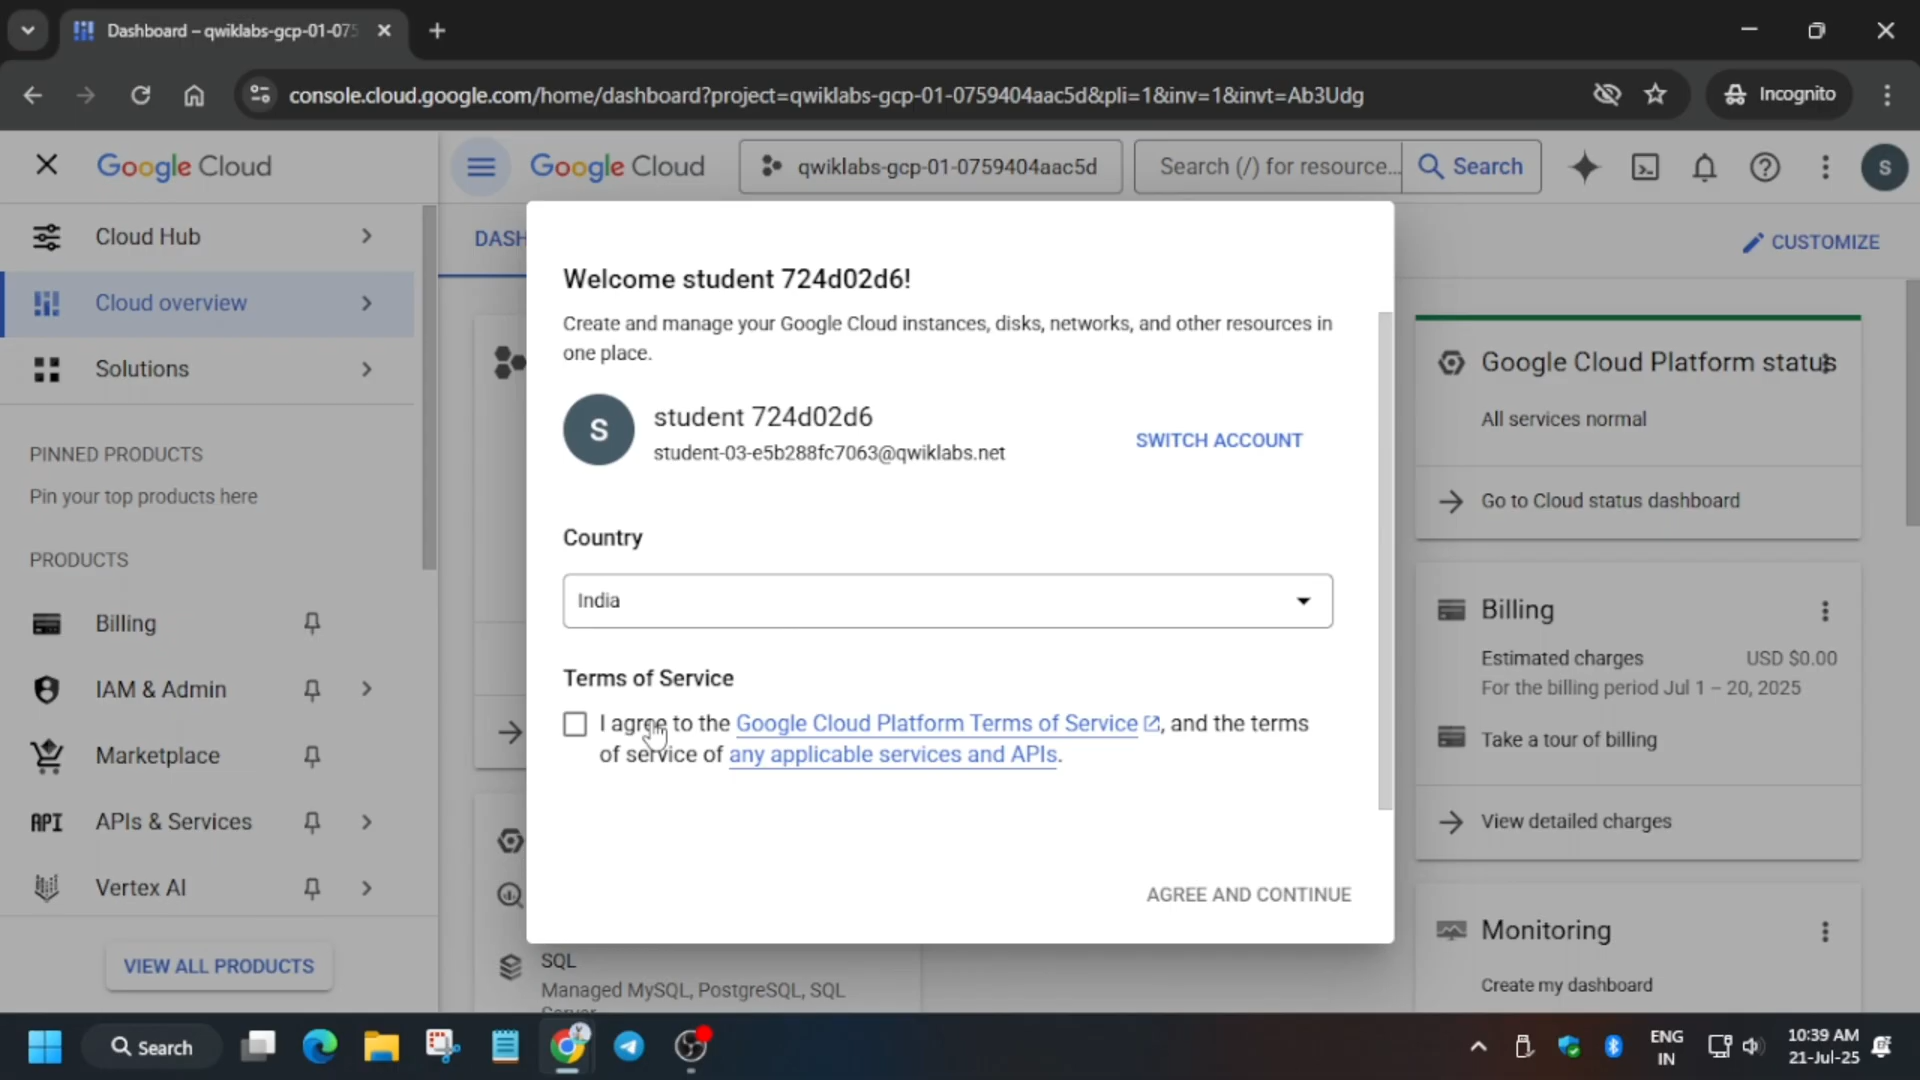 Dashboard – qwiklabs-gcp-01-075
console.cloud.google.com/home/dashboard?project=qwiklabs-gcp-01-0759404aac5d&pli=1&inv=1&invt=Ab3Udg
Incognito
Google Cloud
Google Cloud
qwiklabs-gcp-01-0759404aac5d
Search (/) for resource...
Search
S
Cloud Hub
Cloud overview
Solutions
PINNED PRODUCTS
Pin your top products here
PRODUCTS
Billing
IAM & Admin
Marketplace
API APIs & Services
Vertex AI
VIEW ALL PRODUCTS
DASH
CUSTOMIZE
Welcome student 724d02d6!
Create and manage your Google Cloud instances, disks, networks, and other resources in
one place.
S
student 724d02d6
student-03-e5b288fc7063@qwiklabs.net
SWITCH ACCOUNT
Country
India
Terms of Service
I agree to the Google Cloud Platform Terms of Service, and the terms
of service of any applicable services and APIs.
AGREE AND CONTINUE
SQL
Managed MySQL, PostgreSQL, SQL
Google Cloud Platform status
All services normal
Go to Cloud status dashboard
Billing
Estimated charges USD $0.00
For the billing period Jul 1 – 20, 2025
Take a tour of billing
View detailed charges
Monitoring
Create my dashboard
Search
ENG
IN
10:39 AM
21-Jul-25